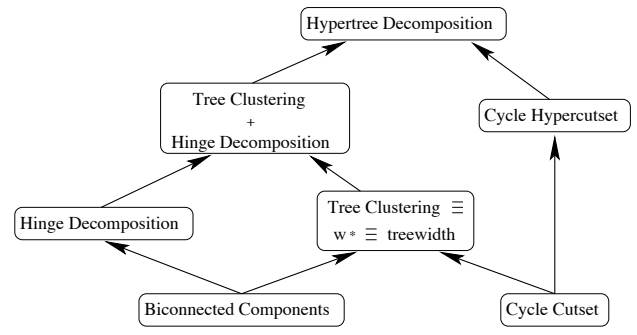 Hypertree Decomposition
Tree Clustering
+
Hinge Decomposition
Cycle Hypercutset
Hinge Decomposition
Tree Clustering ≡
w* ≡ treewidth
Biconnected Components
Cycle Cutset